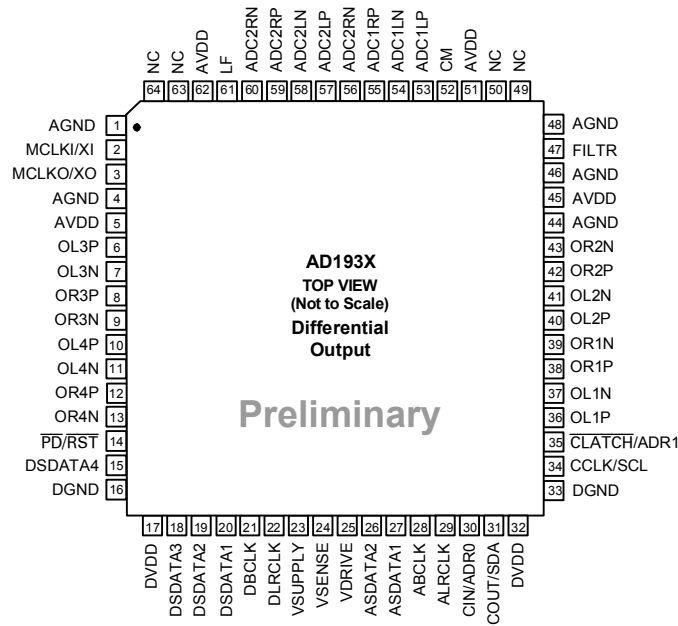 NC
NC
AVDD
LF
ADC2RN
ADC2RP
ADC2LN
ADC2LP
ADC2RN
ADC1RP
ADC1LN
ADC1LP
CM
AVDD
NC
NC
64 63 62 61 60 59 58 57 56 55 54 53 52 51 50 49
AGND 1
MCLKI/XI 2
MCLKO/XO 3
AGND 4
AVDD 5
OL3P 6
OL3N 7
OR3P 8
OR3N 9
OL4P 10
OL4N 11
OR4P 12
OR4N 13
PD/RST 14
DSDATA4 15
DGND 16
AD193X
TOP VIEW
(Not to Scale)
Differential
Output
Preliminary
48 AGND
47 FILTR
46 AGND
45 AVDD
44 AGND
43 OR2N
42 OR2P
41 OL2N
40 OL2P
39 OR1N
38 OR1P
37 OL1N
36 OL1P
35 CLATCH/ADR1
34 CCLK/SCL
33 DGND
17 18 19 20 21 22 23 24 25 26 27 28 29 30 31 32
DVDD
DSDATA3
DSDATA2
DSDATA1
DBCLK
DLRCLK
VSUPPLY
VSENSE
VDRIVE
ASDATA2
ASDATA1
ABCLK
ALRCLK
CIN/ADR0
COUT/SDA
DVDD